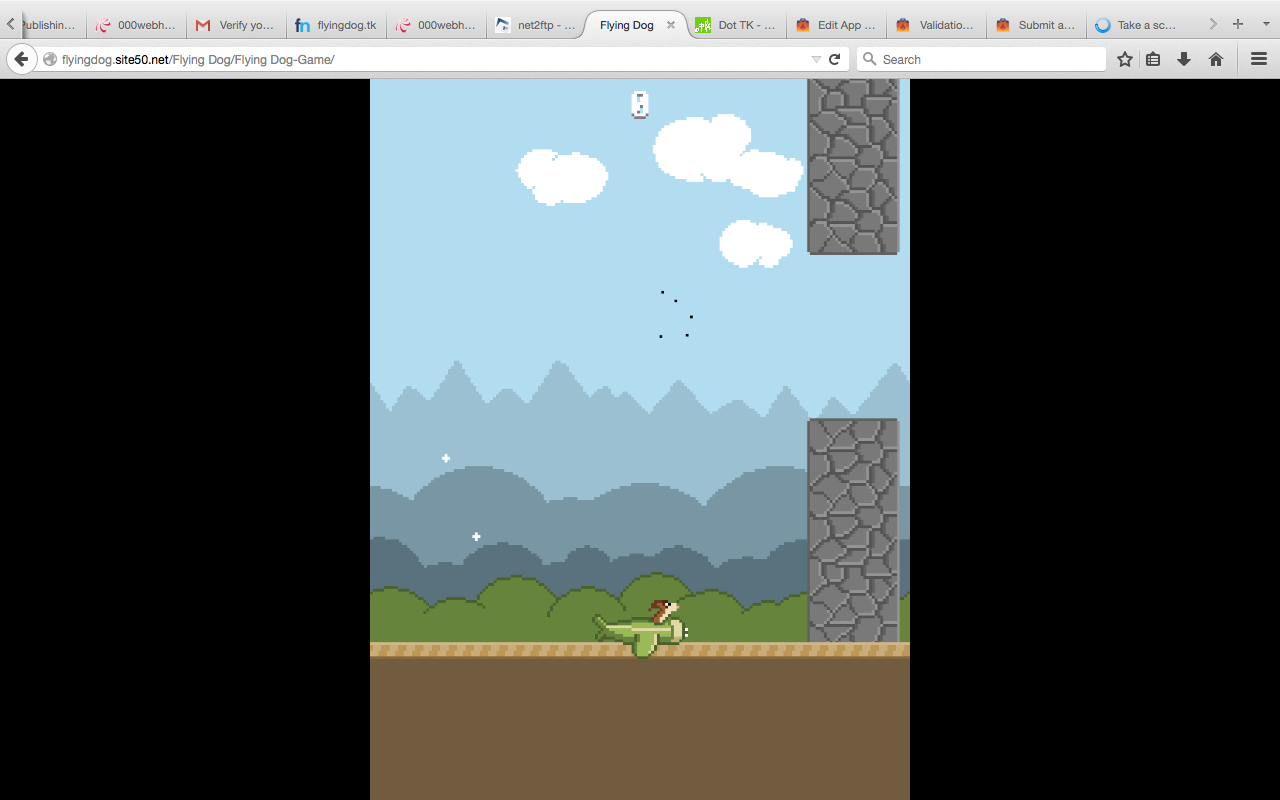 Publishin…
000webh…
Verify yo…
flyingdog.tk
000webh…
net2ftp - …
Flying Dog
Dot TK - …
Edit App …
Validatio…
Submit a…
Take a sc…
flyingdog.site50.net/Flying Dog/Flying Dog-Game/
Search